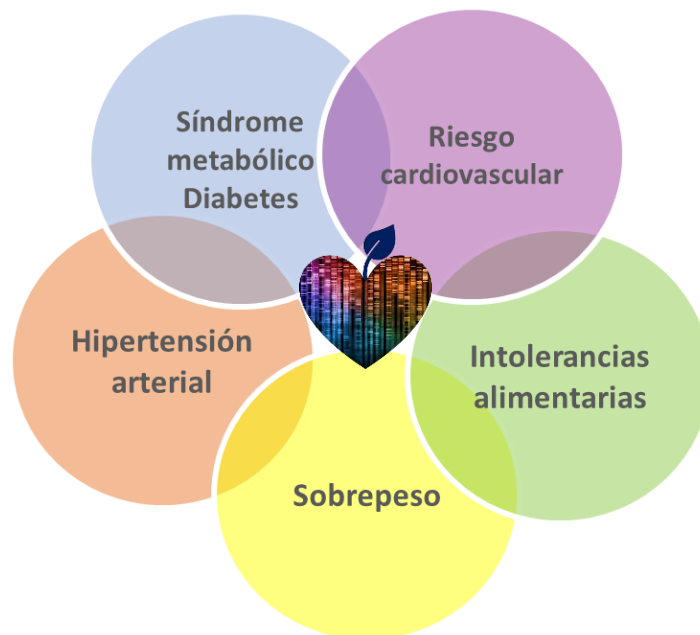 Síndrome
metabólico
Diabetes
Riesgo
cardiovascular
Hipertensión
arterial
Intolerancias
alimentarias
Sobrepeso